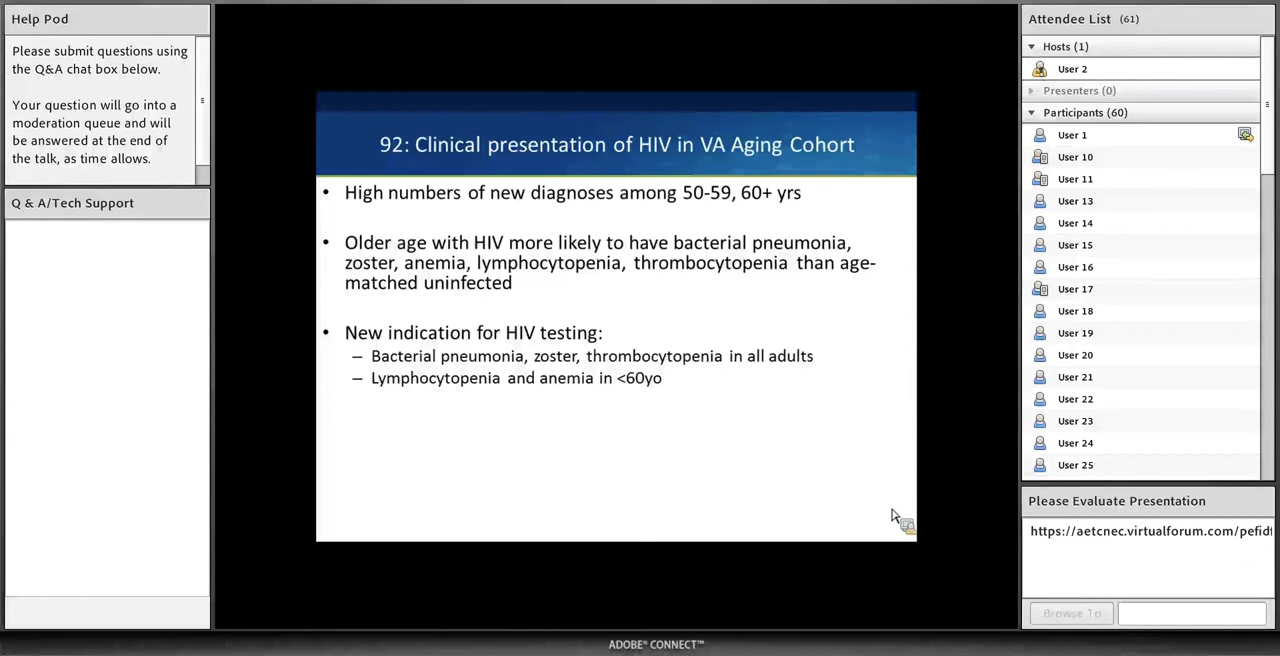 Help Pod
Please submit questions using
the Q&A chat box below.
Your question will go into a
moderation queue and will
be answered at the end of
the talk, as time allows.
Q & A/Tech Support
92: Clinical presentation of HIV in VA Aging Cohort
• High numbers of new diagnoses among 50-59, 60+ yrs
• Older age with HIV more likely to have bacterial pneumonia,
zoster, anemia, lymphocytopenia, thrombocytopenia than age-
matched uninfected
• New indication for HIV testing:
– Bacterial pneumonia, zoster, thrombocytopenia in all adults
– Lymphocytopenia and anemia in <60yo
Attendee List (61)
Hosts (1)
User 2
Presenters (0)
Participants (60)
User 1
User 10
User 11
User 13
User 14
User 15
User 16
User 17
User 18
User 19
User 20
User 21
User 22
User 23
User 24
User 25
Please Evaluate Presentation
https://aetcnec.virtualforum.com/pefidt
Browse To
ADOBE® CONNECT™